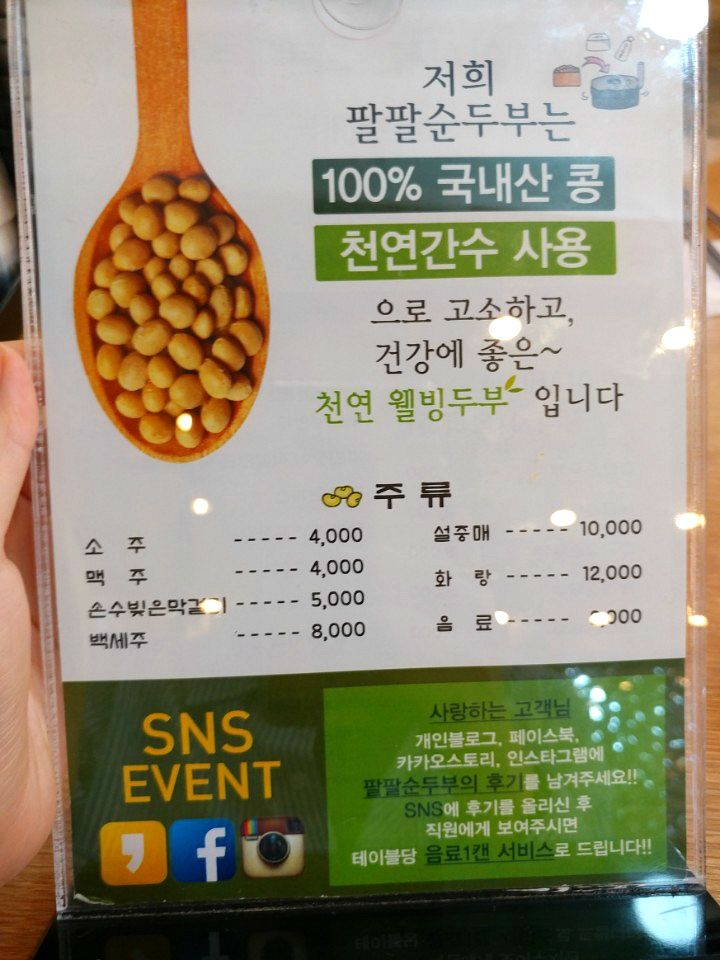 저희
팔팔순두부는
100% 국내산 콩
천연간수 사용
으로 고소하고,
건강에 좋은~
천연 웰빙두부 입니다
주 류
소 주 ----- 4,000
맥 주 ----- 4,000
손수빚은막걸리 ----- 5,000
백세주 ----- 8,000
설중매 ----- 10,000
화 랑 ----- 12,000
음 료 -----
SNS
EVENT
사랑하는 고객님
개인블로그, 페이스북,
카카오스토리, 인스타그램에
팔팔순두부의 후기를 남겨주세요!!
SNS에 후기를 올리신 후
직원에게 보여주시면
테이블당 음료1캔 서비스로 드립니다!!